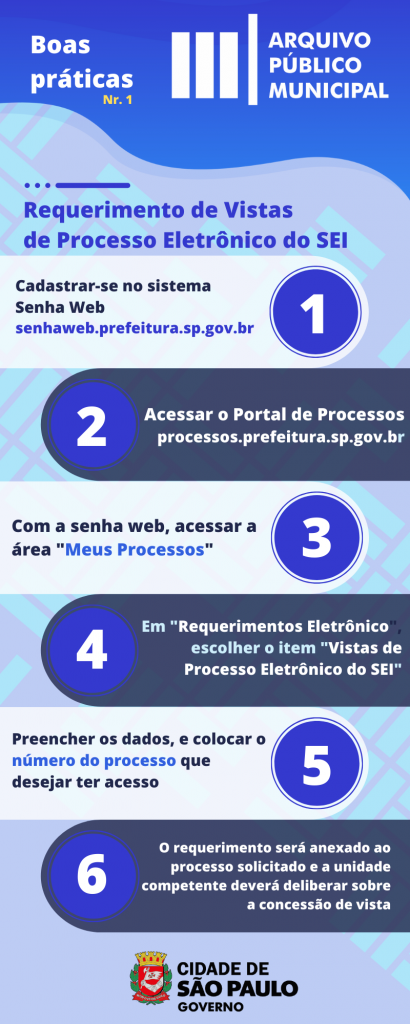 Boas
práticas
Nr. 1
ARQUIVO
PÚBLICO
MUNICIPAL
Requerimento de Vistas
de Processo Eletrônico do SEI
Cadastrar-se no sistema
Senha Web
senhaweb.prefeitura.sp.gov.br
1
2
Acessar o Portal de Processos
processos.prefeitura.sp.gov.br
Com a senha web, acessar a
área "Meus Processos"
3
4
Em "Requerimentos Eletrônico",
escolher o item "Vistas de
Processo Eletrônico do SEI"
Preencher os dados, e colocar o
número do processo que
desejar ter acesso
5
6
O requerimento será anexado ao
processo solicitado e a unidade
competente deverá deliberar sobre
a concessão de vista
CIDADE DE
SÃO PAULO
GOVERNO